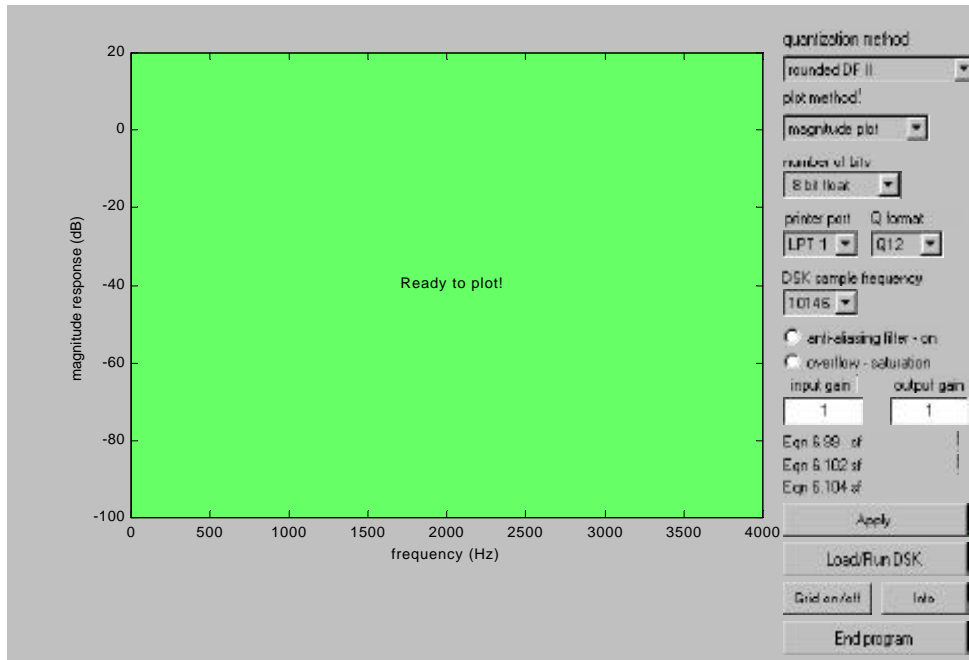 20
0
-20
-40
-60
-80
-100
magnitude response (dB)
Ready to plot!
0 500 1000 1500 2000 2500 3000 3500 4000
frequency (Hz)
quantization method
rounded DF II
plot method!
magnitude plot
number of bits
8 bit float
printer port Q format
LPT 1 Q12
DSK sample frequency
10146
anti-aliasing filter - on
overflow - saturation
input gain output gain
1 1
Eqn 6.99 sf
Eqn 6.102 sf
Eqn 6.104 sf
Apply
Load/Run DSK
Grid on/off Info
End program